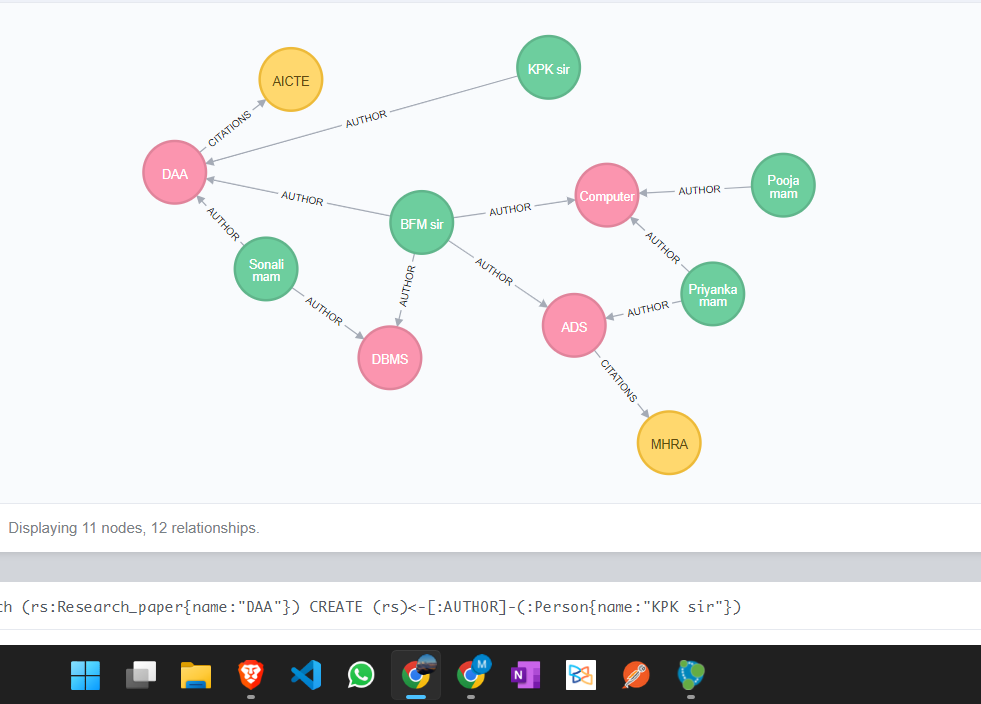 AICTE
KPK sir
CITATIONS
AUTHOR
DAA
AUTHOR
Computer
AUTHOR
Pooja
mam
BFM sir
AUTHOR
AUTHOR
Sonali
mam
AUTHOR
AUTHOR
AUTHOR
Priyanka
mam
AUTHOR
AUTHOR
ADS
AUTHOR
DBMS
CITATIONS
MHRA
Displaying 11 nodes, 12 relationships.
ch (rs:Research_paper{name:"DAA"}) CREATE (rs)<-[:AUTHOR]-(:Person{name:"KPK sir"})
M
N